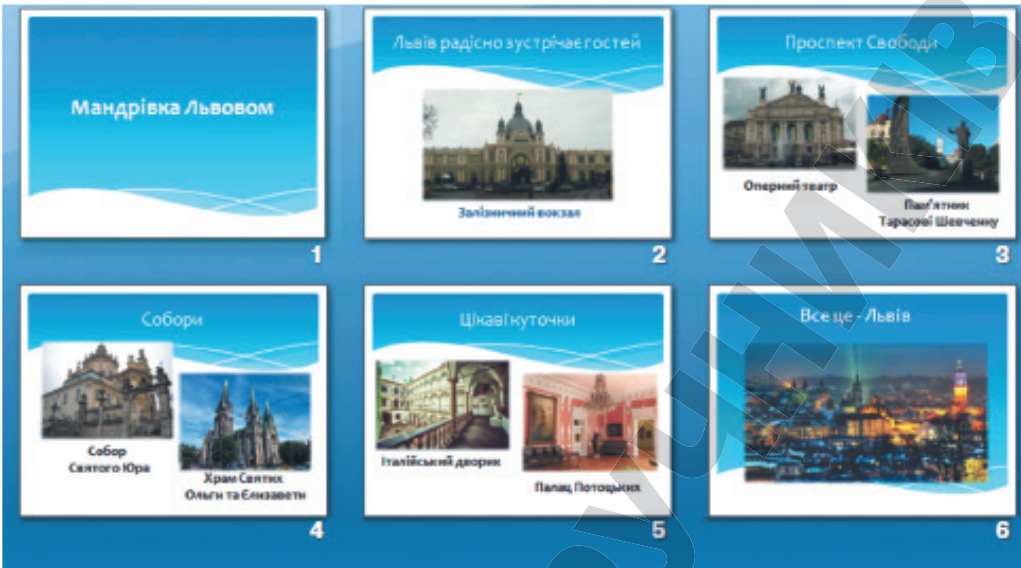 Мандрівка Львовом
1
Львів радісно зустрічає гостей
Залізничний вокзал
2
Проспект Свободи
Оперний театр
Пам'ятник
Тарасові Шевченку
3
Собори
Собор
Святого Юра
Храм Святих
Ольги та Єлизавети
4
Цікаві куточки
Італійський дворик
Палац Потоцьких
5
Все це - Львів
6